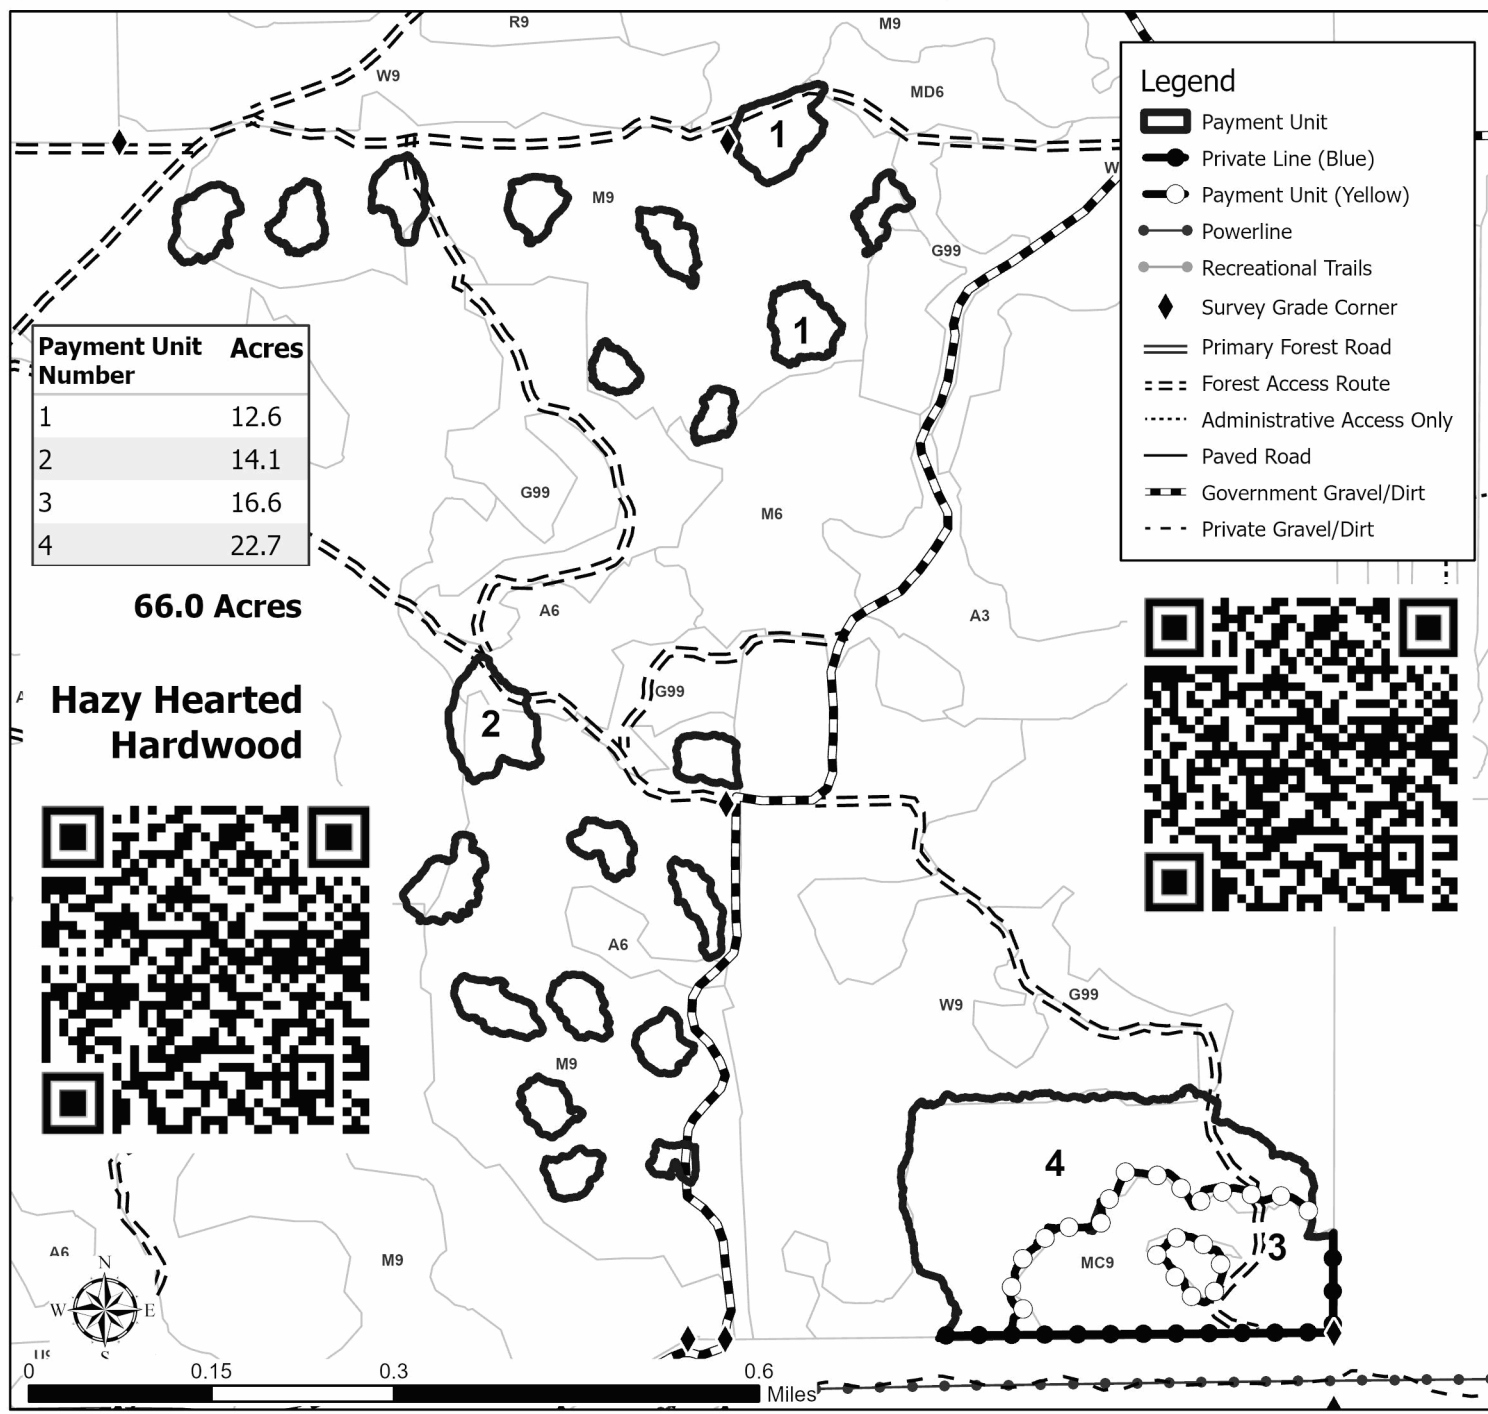 R9
M9
W9
MD6
M9
G99
W
1
1
Legend
Payment Unit
Private Line (Blue)
Payment Unit (Yellow)
Powerline
Recreational Trails
Survey Grade Corner
Primary Forest Road
Forest Access Route
Administrative Access Only
Paved Road
Government Gravel/Dirt
Private Gravel/Dirt
Payment Unit Acres
Number
1 12.6
2 14.1
3 16.6
4 22.7
66.0 Acres
Hazy Hearted
Hardwood
G99
M6
A6
A3
G99
2
A6
W9
G99
M9
4
3
MC9
A6
M9
N
W E
S
0 0.15 0.3 0.6
Miles